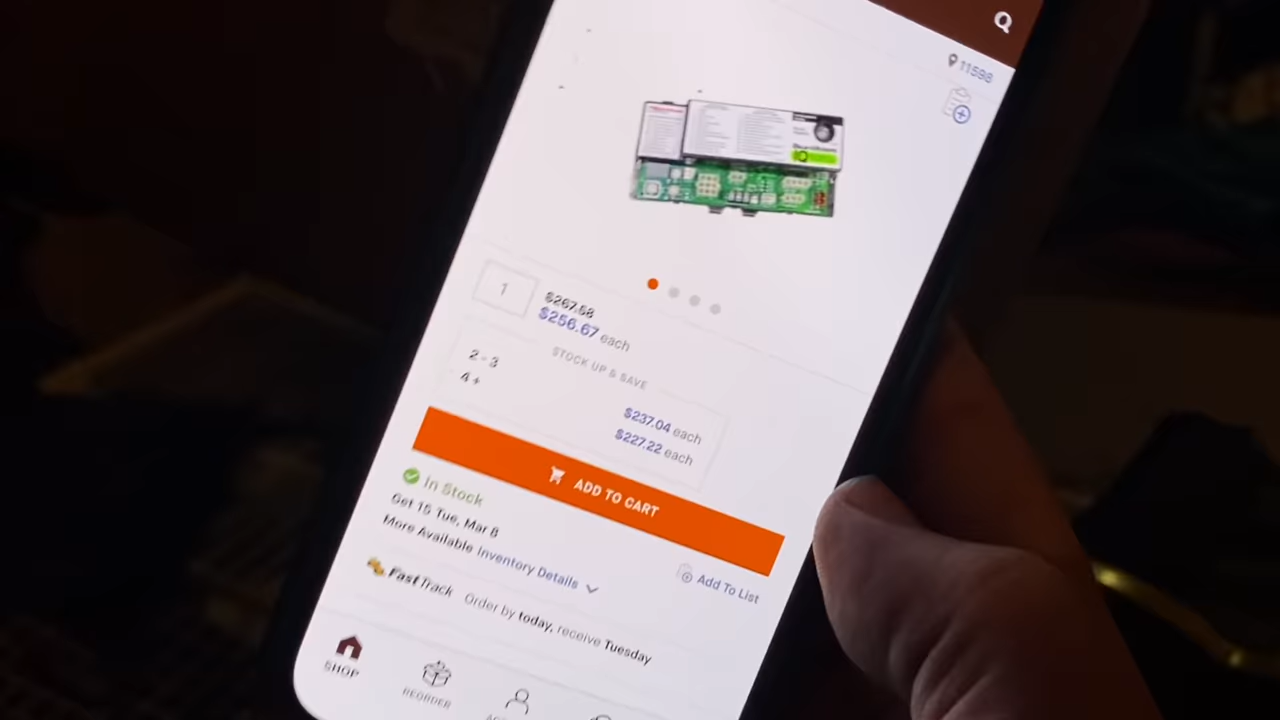 11598
1
$267.58
$256.67 each
STOCK UP & SAVE
2 - 3
$237.04 each
4 +
$227.22 each
ADD TO CART
In Stock
Get 15 Tue, Mar 8
More Available Inventory Details
Add To List
FastTrack Order by today, receive Tuesday
SHOP
REORDER